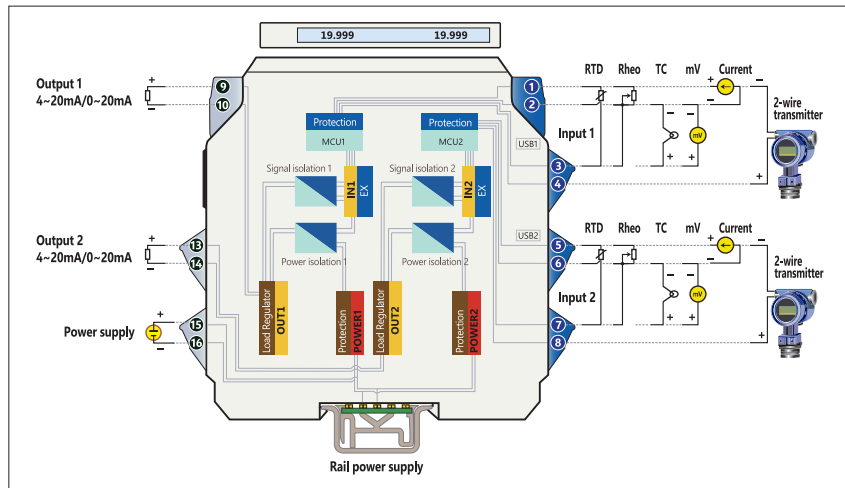 19.999 19.999
RTD Rheo TC mV Current
Output 1
4~20mA/0~20mA
+
−
9
10
1
2
+
−
−
2-wire
transmitter
Protection
MCU1
Protection
MCU2
USB1
Input 1
−
−
mV
+
+
Signal isolation 1
Signal isolation 2
IN1
EX
IN2
EX
3
4
+
Output 2
4~20mA/0~20mA
+
−
13
14
Power isolation 1
Power isolation 2
USB2
RTD Rheo TC mV Current
5
6
+
−
−
2-wire
transmitter
Input 2
−
−
mV
+
+
Power supply
+
−
15
16
Load Regulator
OUT1
Protection
POWER1
Load Regulator
OUT2
Protection
POWER2
7
8
+
Rail power supply